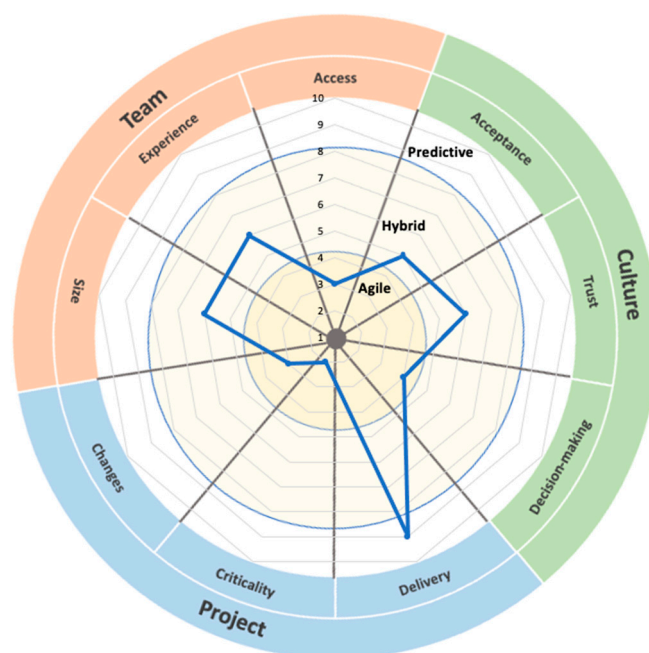 Team
Culture
Project
Access
Acceptance
Trust
Decision-making
Delivery
Criticality
Changes
Size
Experience
10
9
8
7
6
5
4
3
2
1
Predictive
Hybrid
Agile